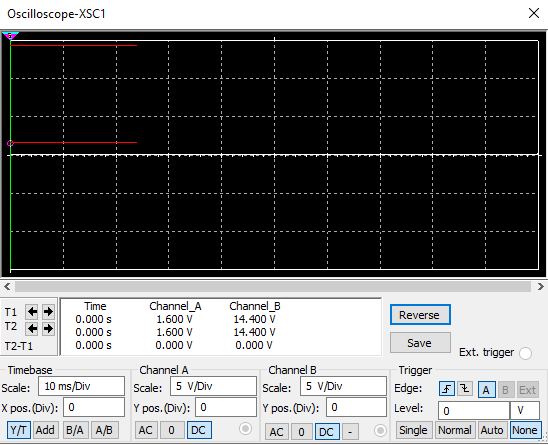 Oscilloscope-XSC1
T1
T2
T2-T1
Time Channel_A Channel_B
0.000 s 1.600 V 14.400 V
0.000 s 1.600 V 14.400 V
0.000 s 0.000 V 0.000 V
Reverse
Save
Ext. trigger
Timebase
Scale: 10 ms/Div
X pos.(Div): 0
Y/T Add B/A A/B
Channel A
Scale: 5 V/Div
Y pos.(Div): 0
AC 0 DC
Channel B
Scale: 5 V/Div
Y pos.(Div): 0
AC 0 DC -
Trigger
Edge: A B Ext
Level: 0 V
Single Normal Auto None